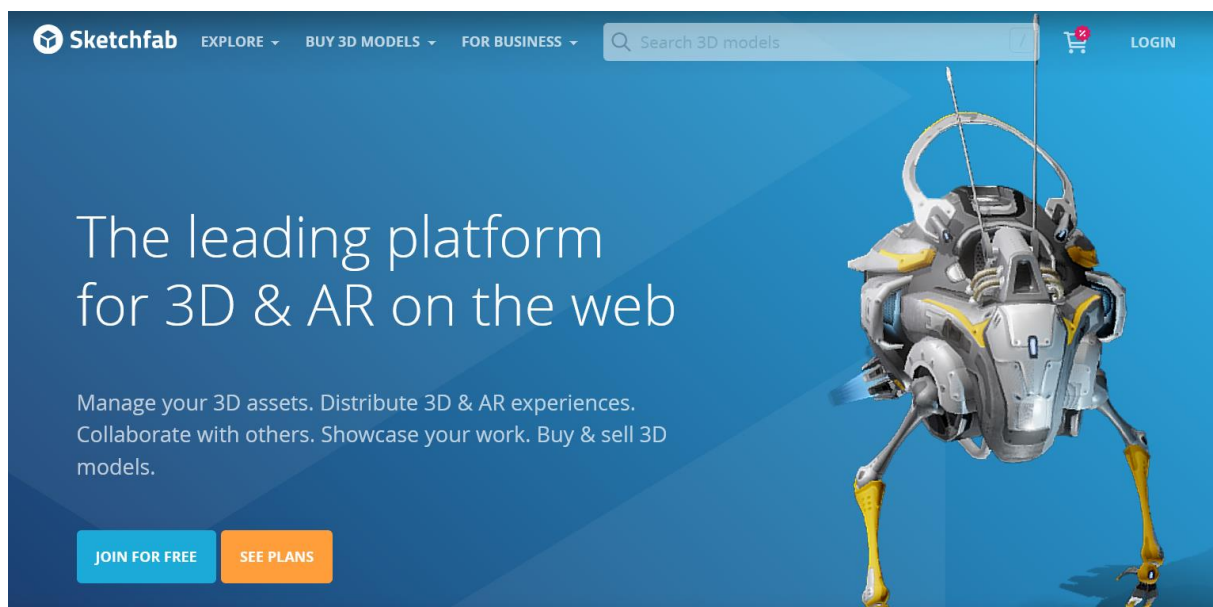 Sketchfab EXPLORE BUY 3D MODELS FOR BUSINESS Search 3D models / % LOGIN
The leading platform
for 3D & AR on the web
Manage your 3D assets. Distribute 3D & AR experiences.
Collaborate with others. Showcase your work. Buy & sell 3D
models.
JOIN FOR FREE SEE PLANS